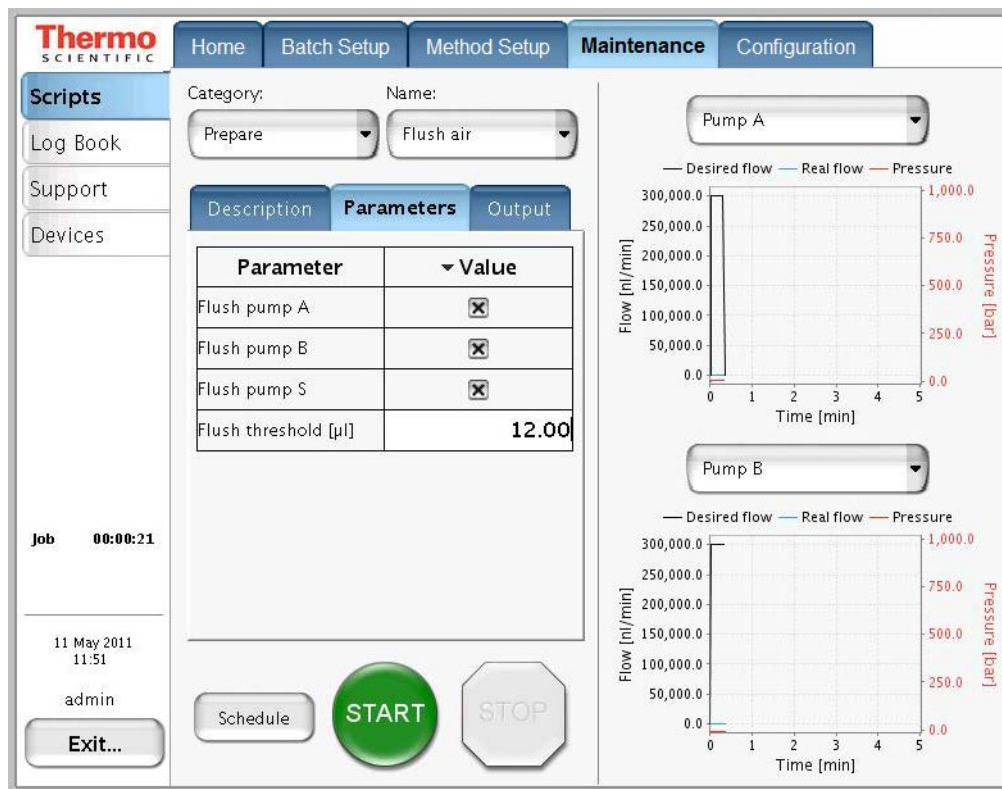 Thermo
SCIENTIFIC
Home
Batch Setup
Method Setup
Maintenance
Configuration
Scripts
Log Book
Support
Devices
Job 00:00:21
11 May 2011
11:51
admin
Exit...
Category:
Name:
Prepare
Flush air
Description
Parameters
Output
Parameter
Value
Flush pump A
Flush pump B
Flush pump S
Flush threshold [µl]
12.00
Schedule
START
STOP
Pump A
Desired flow
Real flow
Pressure
300,000.0
250,000.0
200,000.0
150,000.0
100,000.0
50,000.0
0.0
Flow [nl/min]
1,000.0
750.0
500.0
250.0
0.0
Pressure [bar]
0 1 2 3 4 5
Time [min]
Pump B
Desired flow
Real flow
Pressure
300,000.0
250,000.0
200,000.0
150,000.0
100,000.0
50,000.0
0.0
Flow [nl/min]
1,000.0
750.0
500.0
250.0
0.0
Pressure [bar]
0 1 2 3 4 5
Time [min]